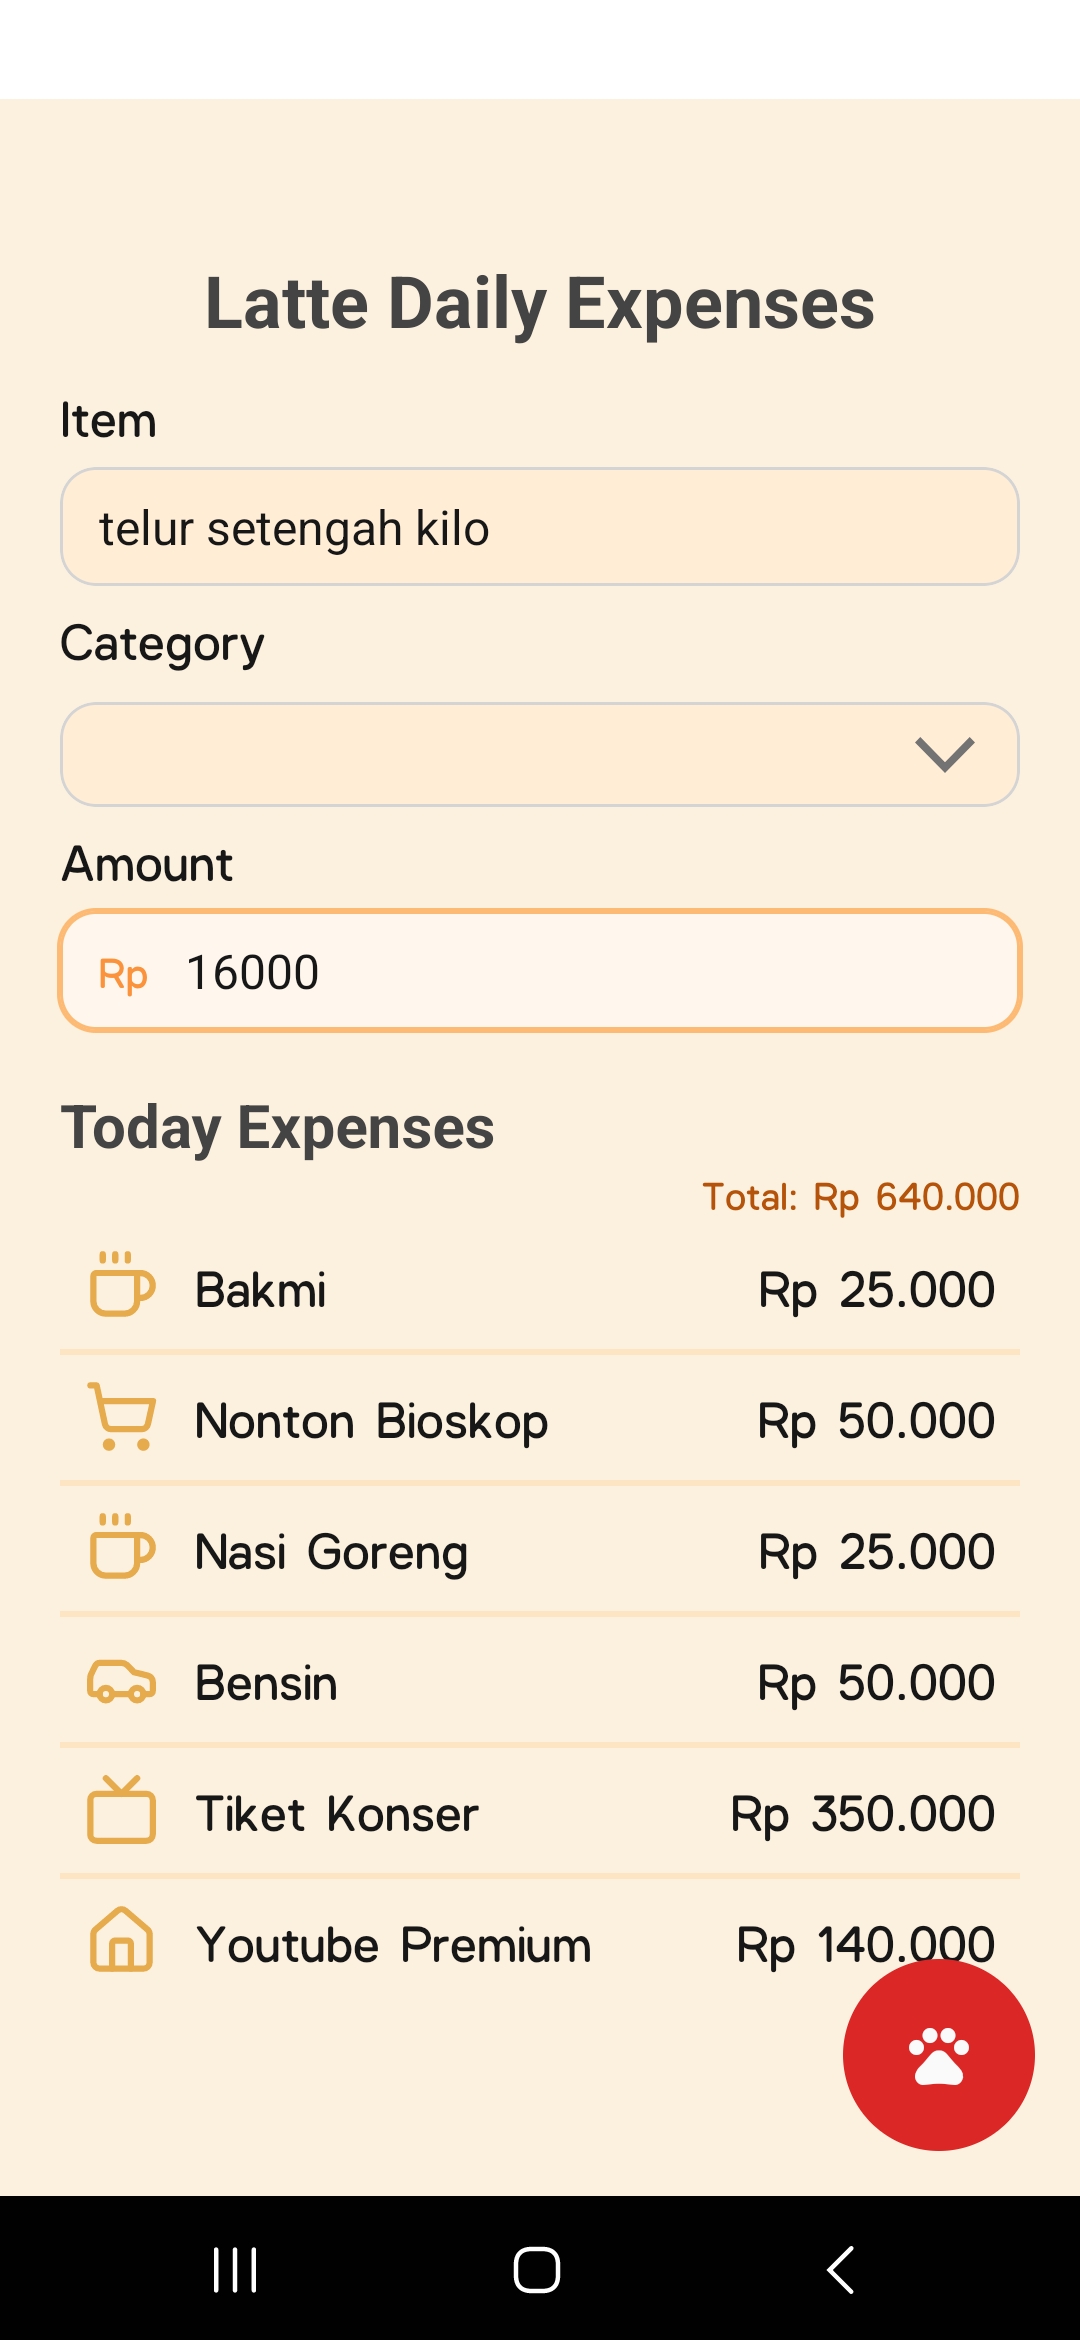 Latte Daily Expenses
Item
telur setengah kilo
Category
Amount
Rp 16000
Today Expenses
Total: Rp 640.000
Bakmi Rp 25.000
Nonton Bioskop Rp 50.000
Nasi Goreng Rp 25.000
Bensin Rp 50.000
Tiket Konser Rp 350.000
Youtube Premium Rp 140.000